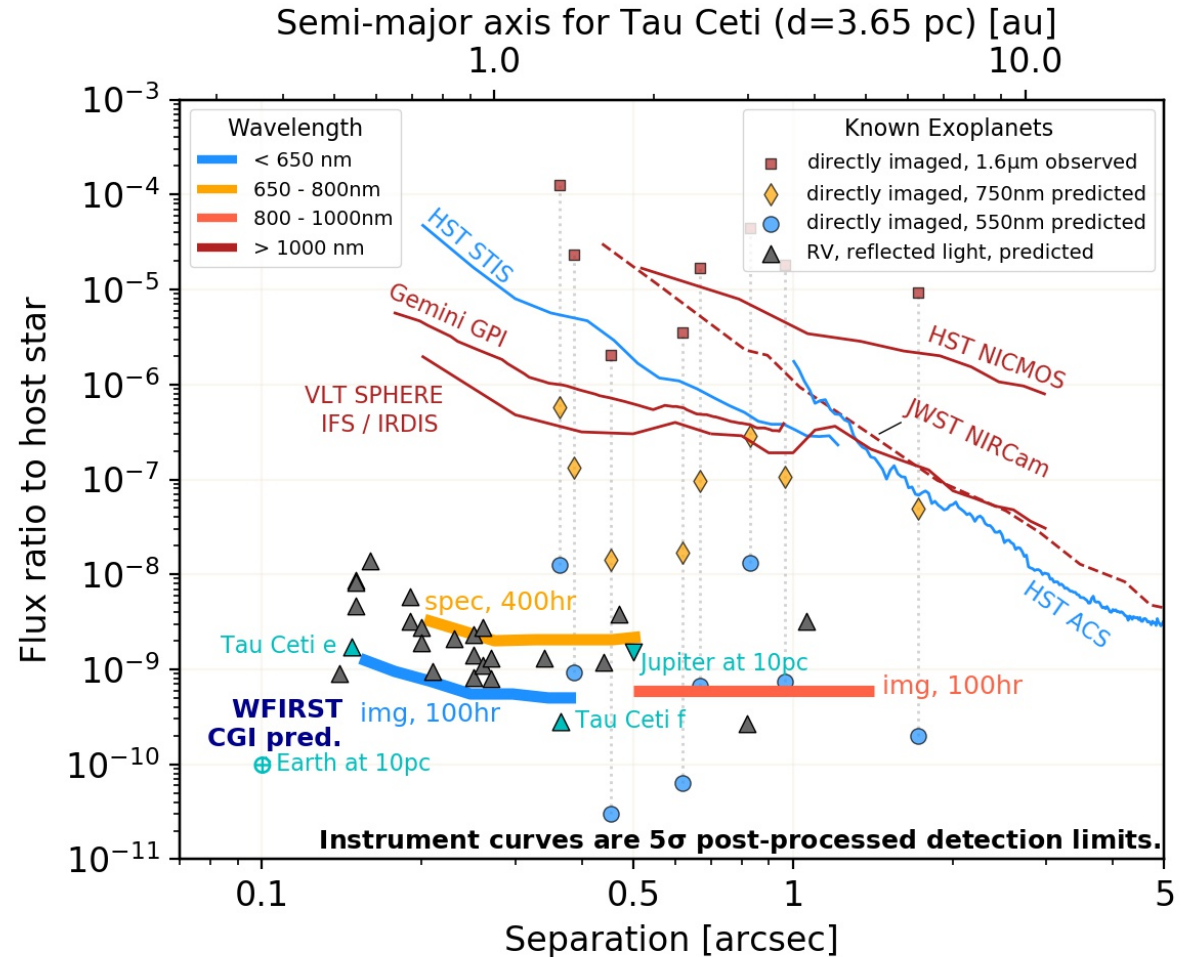 Semi-major axis for Tau Ceti (d=3.65 pc) [au]
1.0 10.0
10−3
10−4
10−5
10−6
10−7
10−8
10−9
10−10
10−11
Flux ratio to host star
Wavelength
< 650 nm
650 - 800nm
800 - 1000nm
> 1000 nm
Known Exoplanets
directly imaged, 1.6μm observed
directly imaged, 750nm predicted
directly imaged, 550nm predicted
RV, reflected light, predicted
HST STIS
Gemini GPI
VLT SPHERE
IFS / IRDIS
HST NICMOS
JWST NIRCam
HST ACS
spec, 400hr
Tau Ceti e
Jupiter at 10pc
img, 100hr
WFIRST
CGI pred.
img, 100hr
Tau Ceti f
Earth at 10pc
Instrument curves are 5σ post-processed detection limits.
0.1 0.5 1 5
Separation [arcsec]